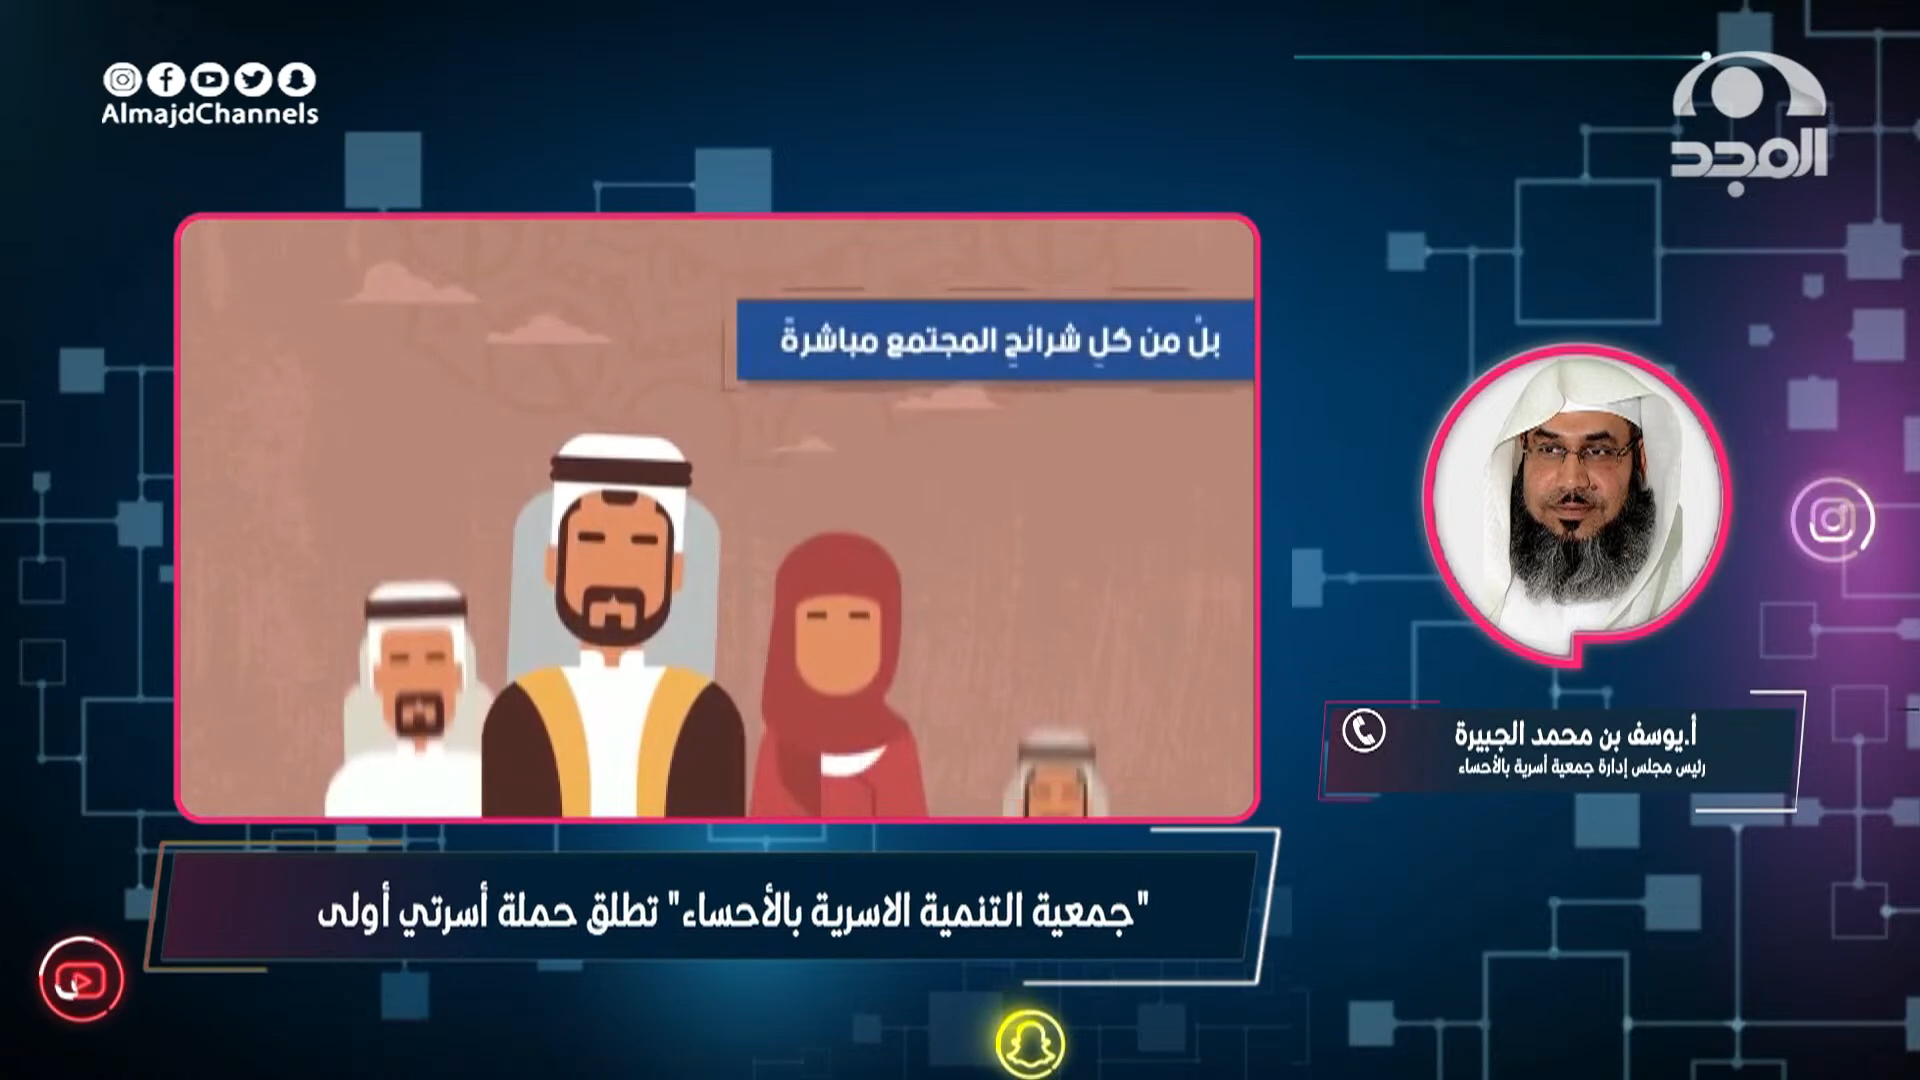 AlmajdChannels
المجد
بلْ من كلِ شرائحِ المجتمع مباشرةً
أ.يوسف بن محمد الجبيرة
رئيس مجلس إدارة جمعية أسرية بالأحساء
"جمعية التنمية الاسرية بالأحساء" تطلق حملة أسرتي أولى